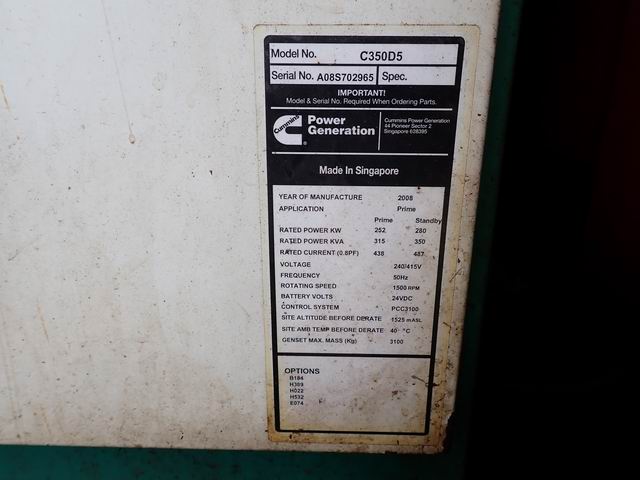 Model No. C350D5
Serial No. A08S702965 Spec.
IMPORTANT!
Model & Serial No. Required When Ordering Parts.
Cummins
Power
Generation
Cummins Power Generation
44 Pioneer Sector 2
Singapore 628395
Made In Singapore
YEAR OF MANUFACTURE 2008
APPLICATION Prime
Prime Standby
RATED POWER KW 252 280
RATED POWER KVA 315 350
RATED CURRENT (0.8PF) 438 487
VOLTAGE 240/415V
FREQUENCY 50Hz
ROTATING SPEED 1500 RPM
BATTERY VOLTS 24VDC
CONTROL SYSTEM PCC3100
SITE ALTITUDE BEFORE DERATE 1525 mASL
SITE AMB TEMP BEFORE DERATE 40 °C
GENSET MAX. MASS (Kg) 3100
OPTIONS
B184
H389
H022
H532
E074